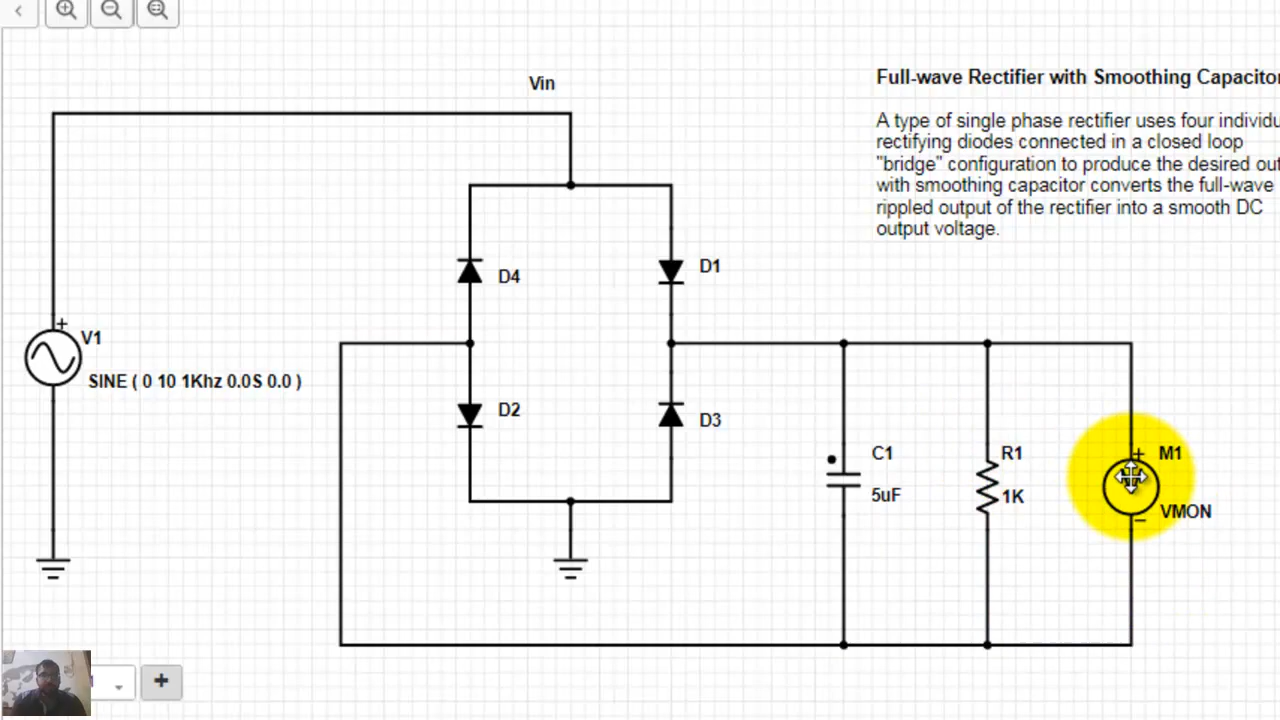 Vin
Full-wave Rectifier with Smoothing Capacitor
A type of single phase rectifier uses four individu
rectifying diodes connected in a closed loop
"bridge" configuration to produce the desired out
with smoothing capacitor converts the full-wave
rippled output of the rectifier into a smooth DC
output voltage.
D4
D1
+
V1
SINE ( 0 10 1Khz 0.0S 0.0 )
D2
D3
C1
5uF
R1
1K
+
M1
VMON
−